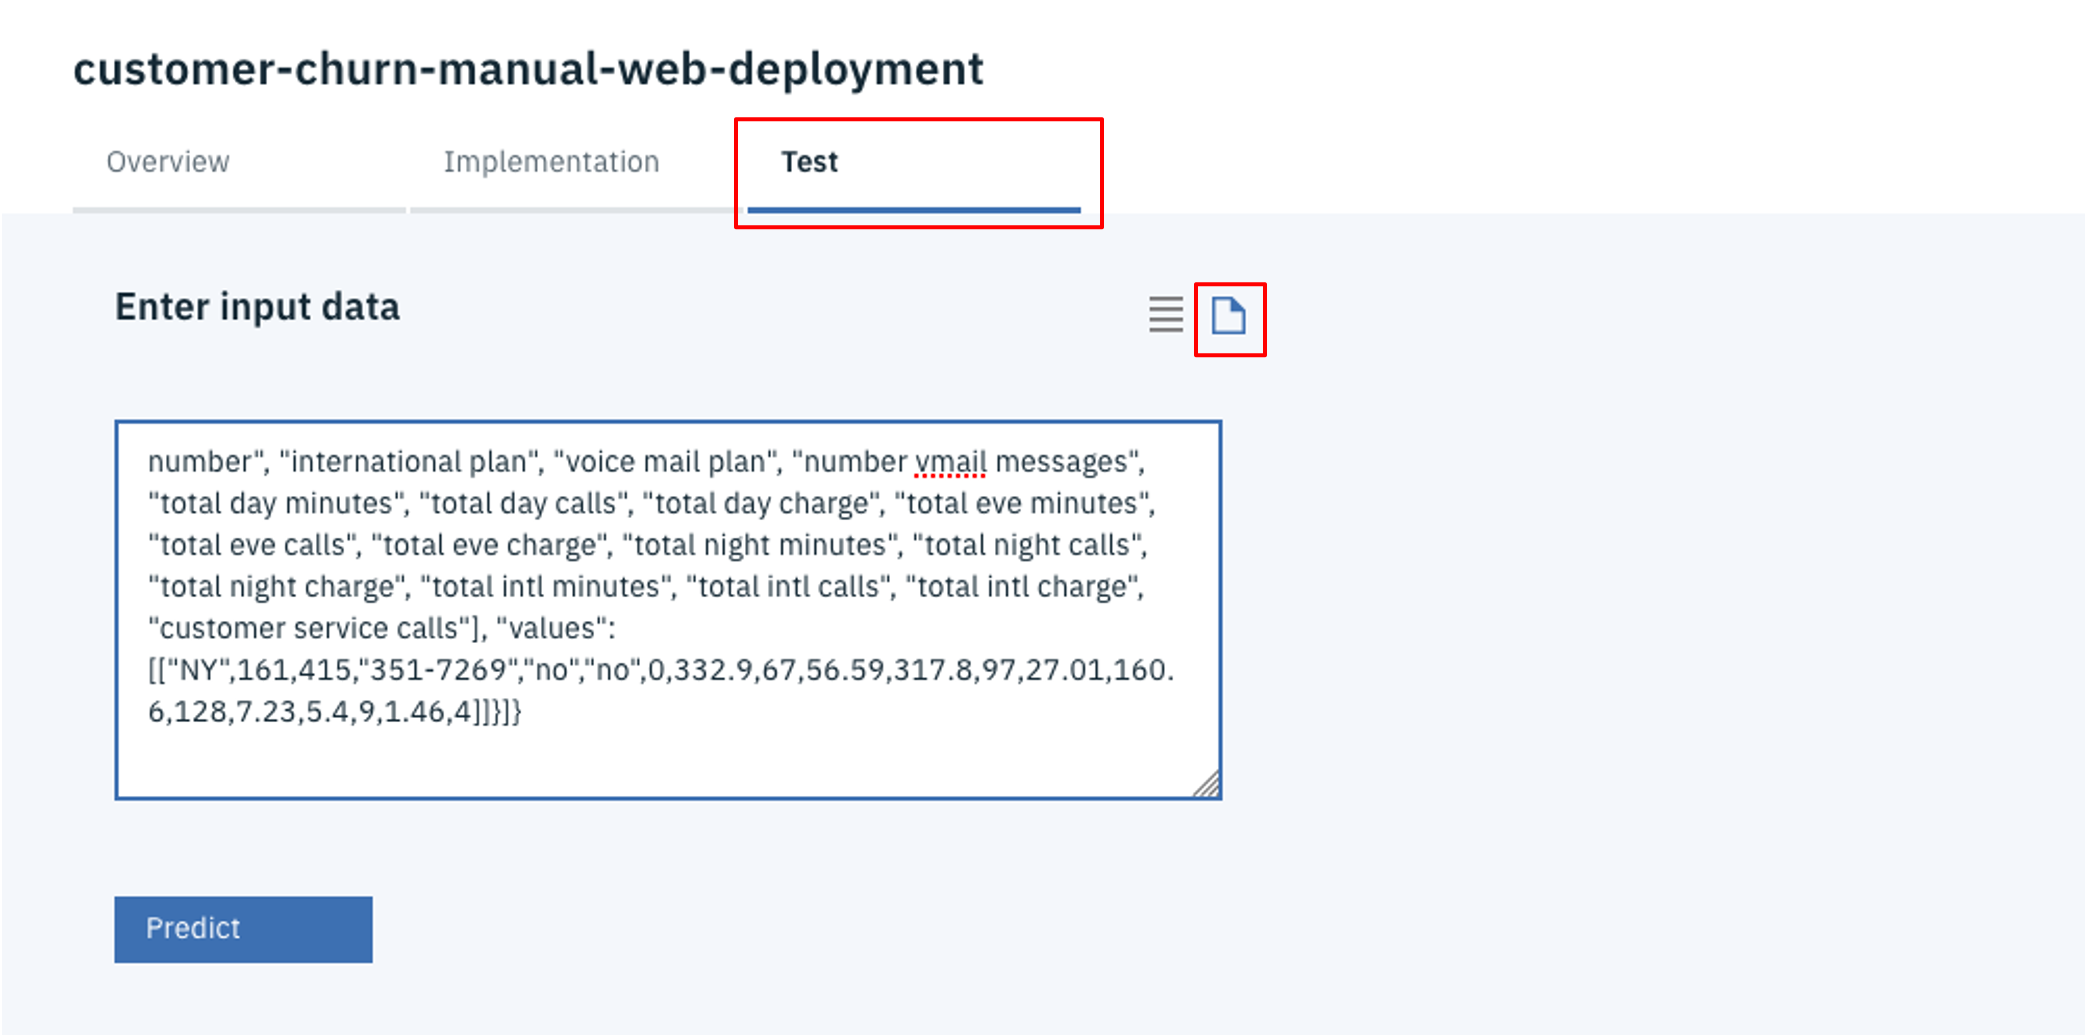 customer-churn-manual-web-deployment
Overview Implementation Test
Enter input data
number", "international plan", "voice mail plan", "number vmail messages",
"total day minutes", "total day calls", "total day charge", "total eve minutes",
"total eve calls", "total eve charge", "total night minutes", "total night calls",
"total night charge", "total intl minutes", "total intl calls", "total intl charge",
"customer service calls"], "values":
[["NY",161,415,"351-7269","no","no",0,332.9,67,56.59,317.8,97,27.01,160.
6,128,7.23,5.4,9,1.46,4]]}]}
Predict